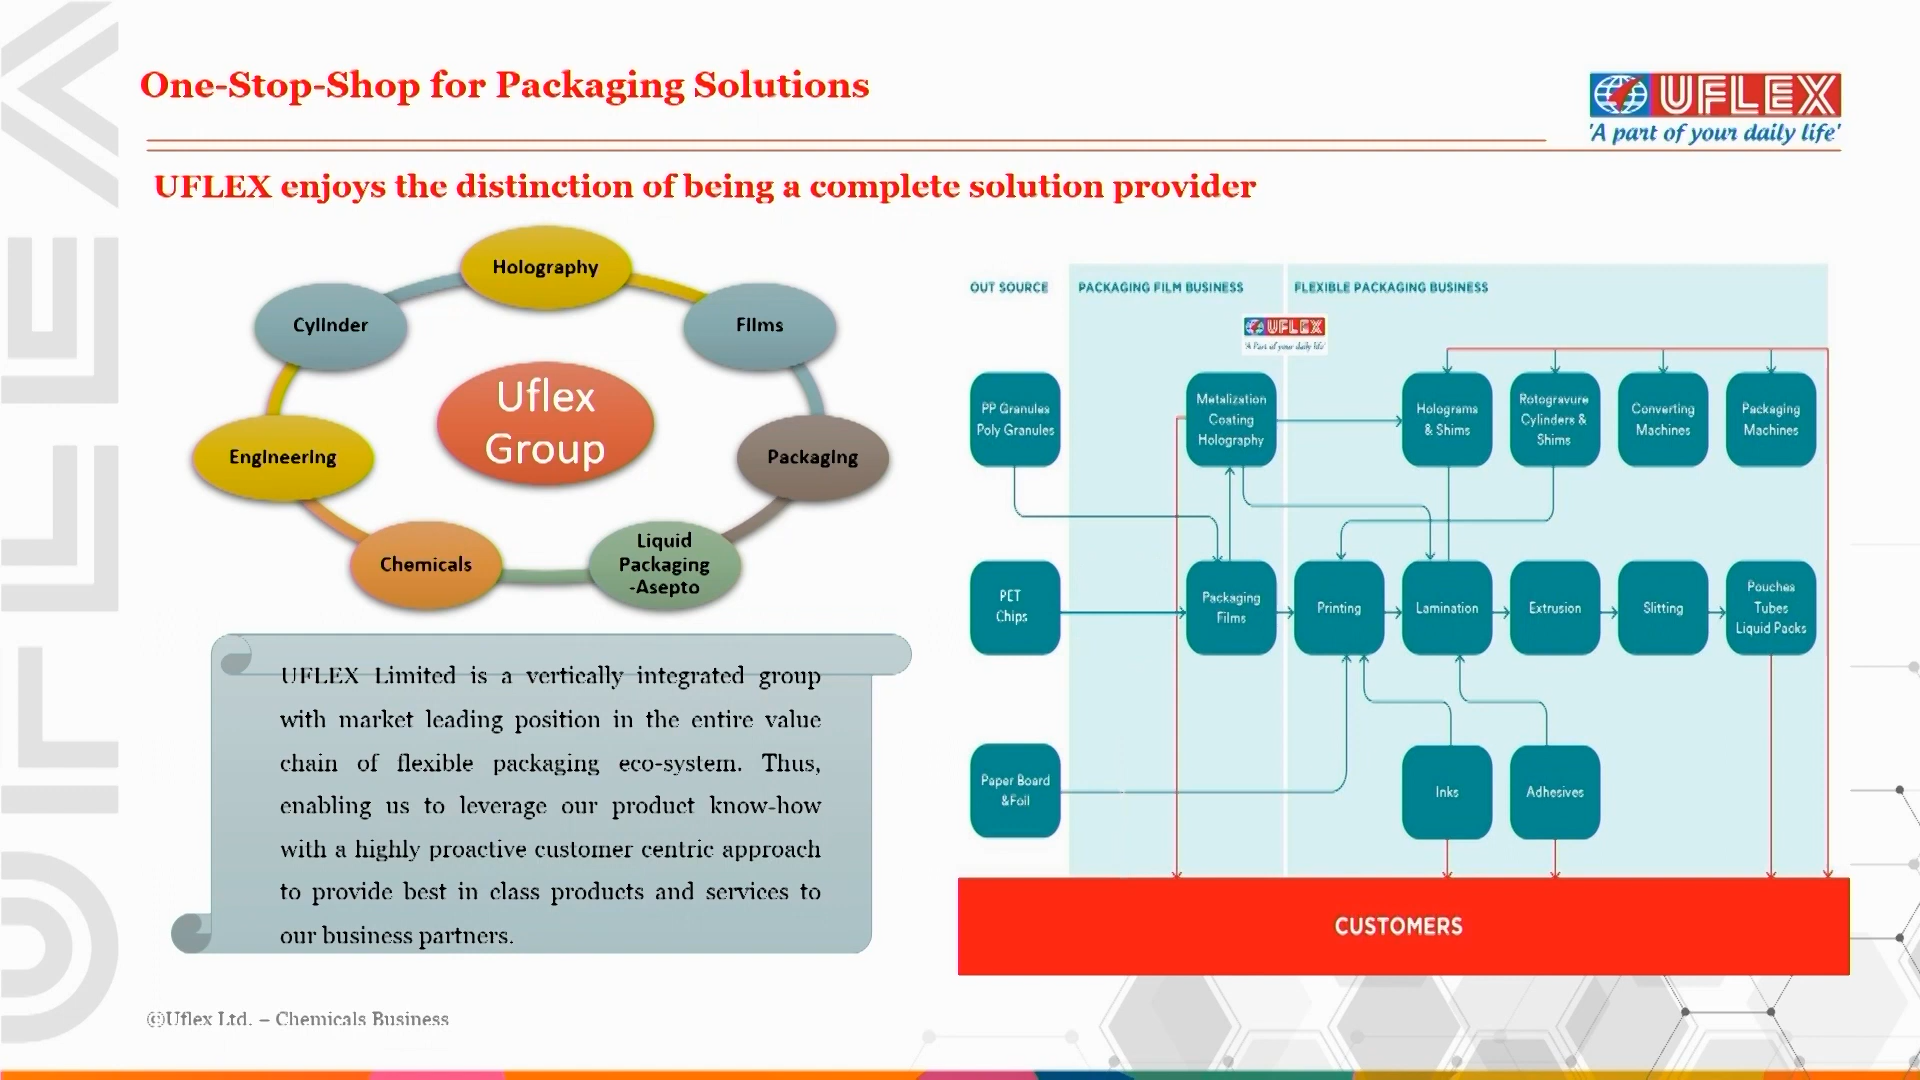 One-Stop-Shop for Packaging Solutions
UFLEX
'A part of your daily life'
UFLEX enjoys the distinction of being a complete solution provider
Holography
Cylinder
Films
Uflex
Group
Engineering
Packaging
Chemicals
Liquid
Packaging
-Asepto
UFLEX Limited is a vertically integrated group
with market leading position in the entire value
chain of flexible packaging eco-system. Thus,
enabling us to leverage our product know-how
with a highly proactive customer centric approach
to provide best in class products and services to
our business partners.
OUT SOURCE
PACKAGING FILM BUSINESS
FLEXIBLE PACKAGING BUSINESS
UFLEX
'A Part of your daily life'
PP Granules
Poly Granules
Metalization
Coating
Holography
Holograms
& Shims
Rotogravure
Cylinders &
Shims
Converting
Machines
Packaging
Machines
PET
Chips
Packaging
Films
Printing
Lamination
Extrusion
Slitting
Pouches
Tubes
Liquid Packs
Paper Board
&Foil
Inks
Adhesives
CUSTOMERS
©Uflex Ltd. – Chemicals Business
UFLEX